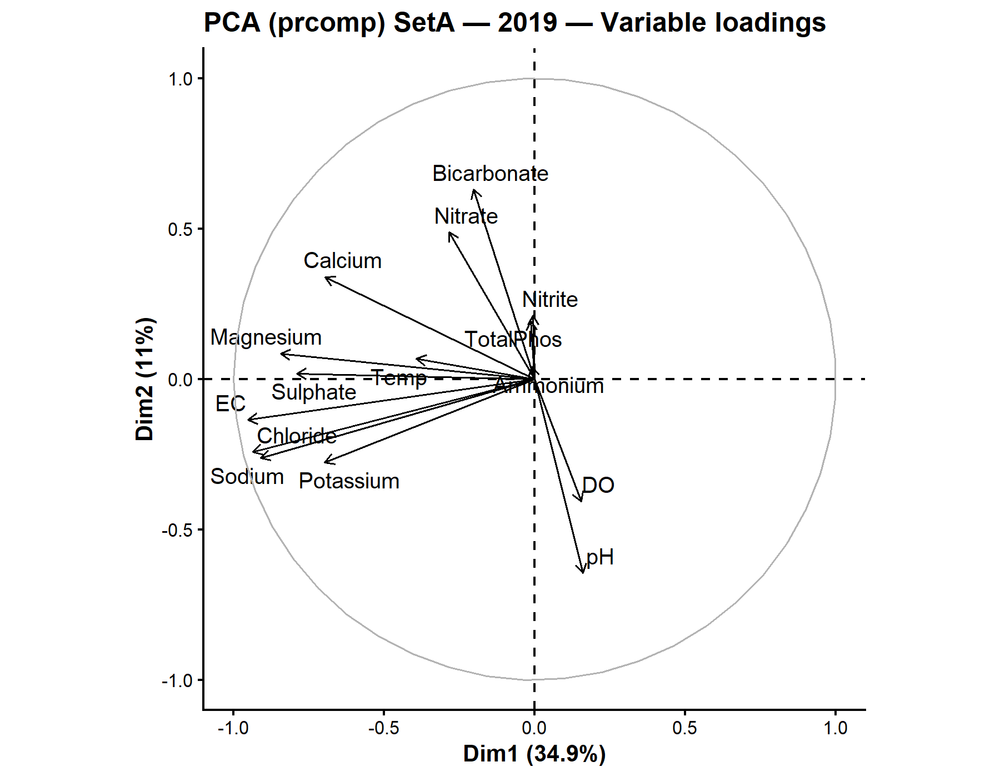 PCA (prcomp) SetA — 2019 — Variable loadings
1.0
0.5
0.0
-0.5
-1.0
Dim2 (11%)
Bicarbonate
Nitrate
Calcium
Nitrite
Magnesium
TotalPhos
Temp
Ammonium
Sulphate
EC
Chloride
Sodium
Potassium
DO
pH
-1.0
-0.5
0.0
0.5
1.0
Dim1 (34.9%)